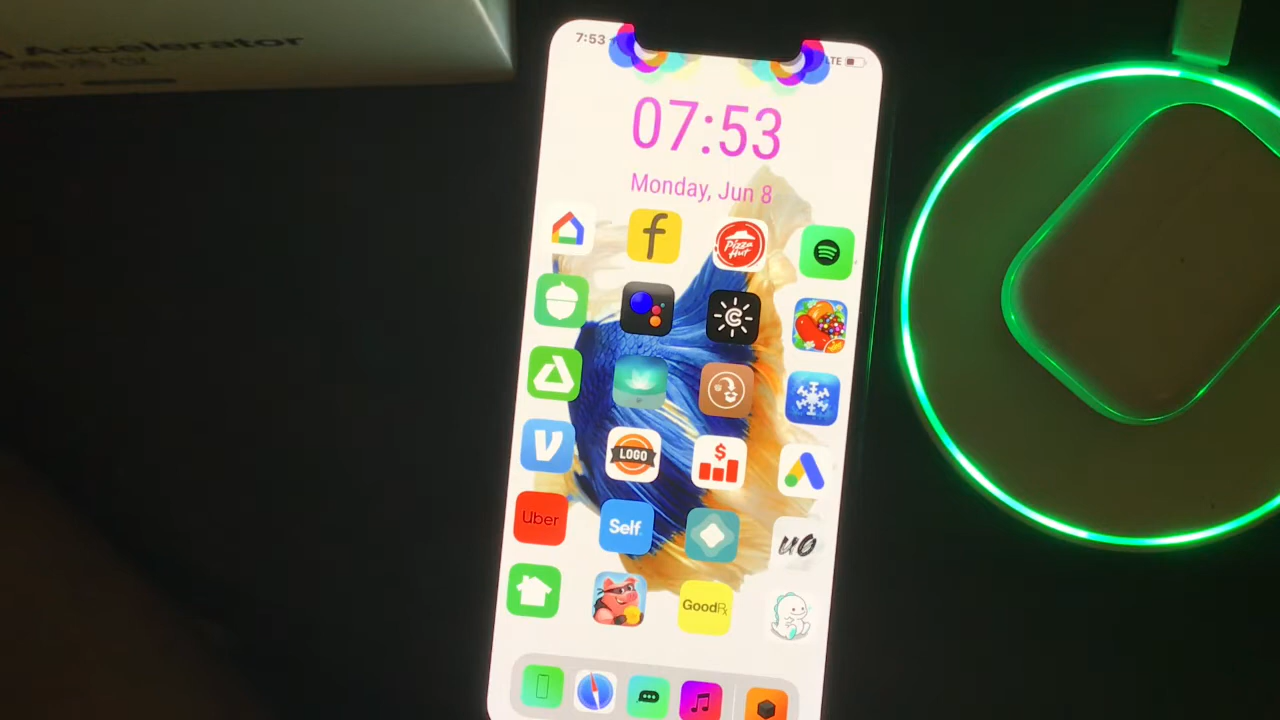 Accelerator
7:53
LTE
07:53
Monday, Jun 8
f
Pizza
Hut
C
V
LOGO
$
Uber
Self
UO
GoodRx